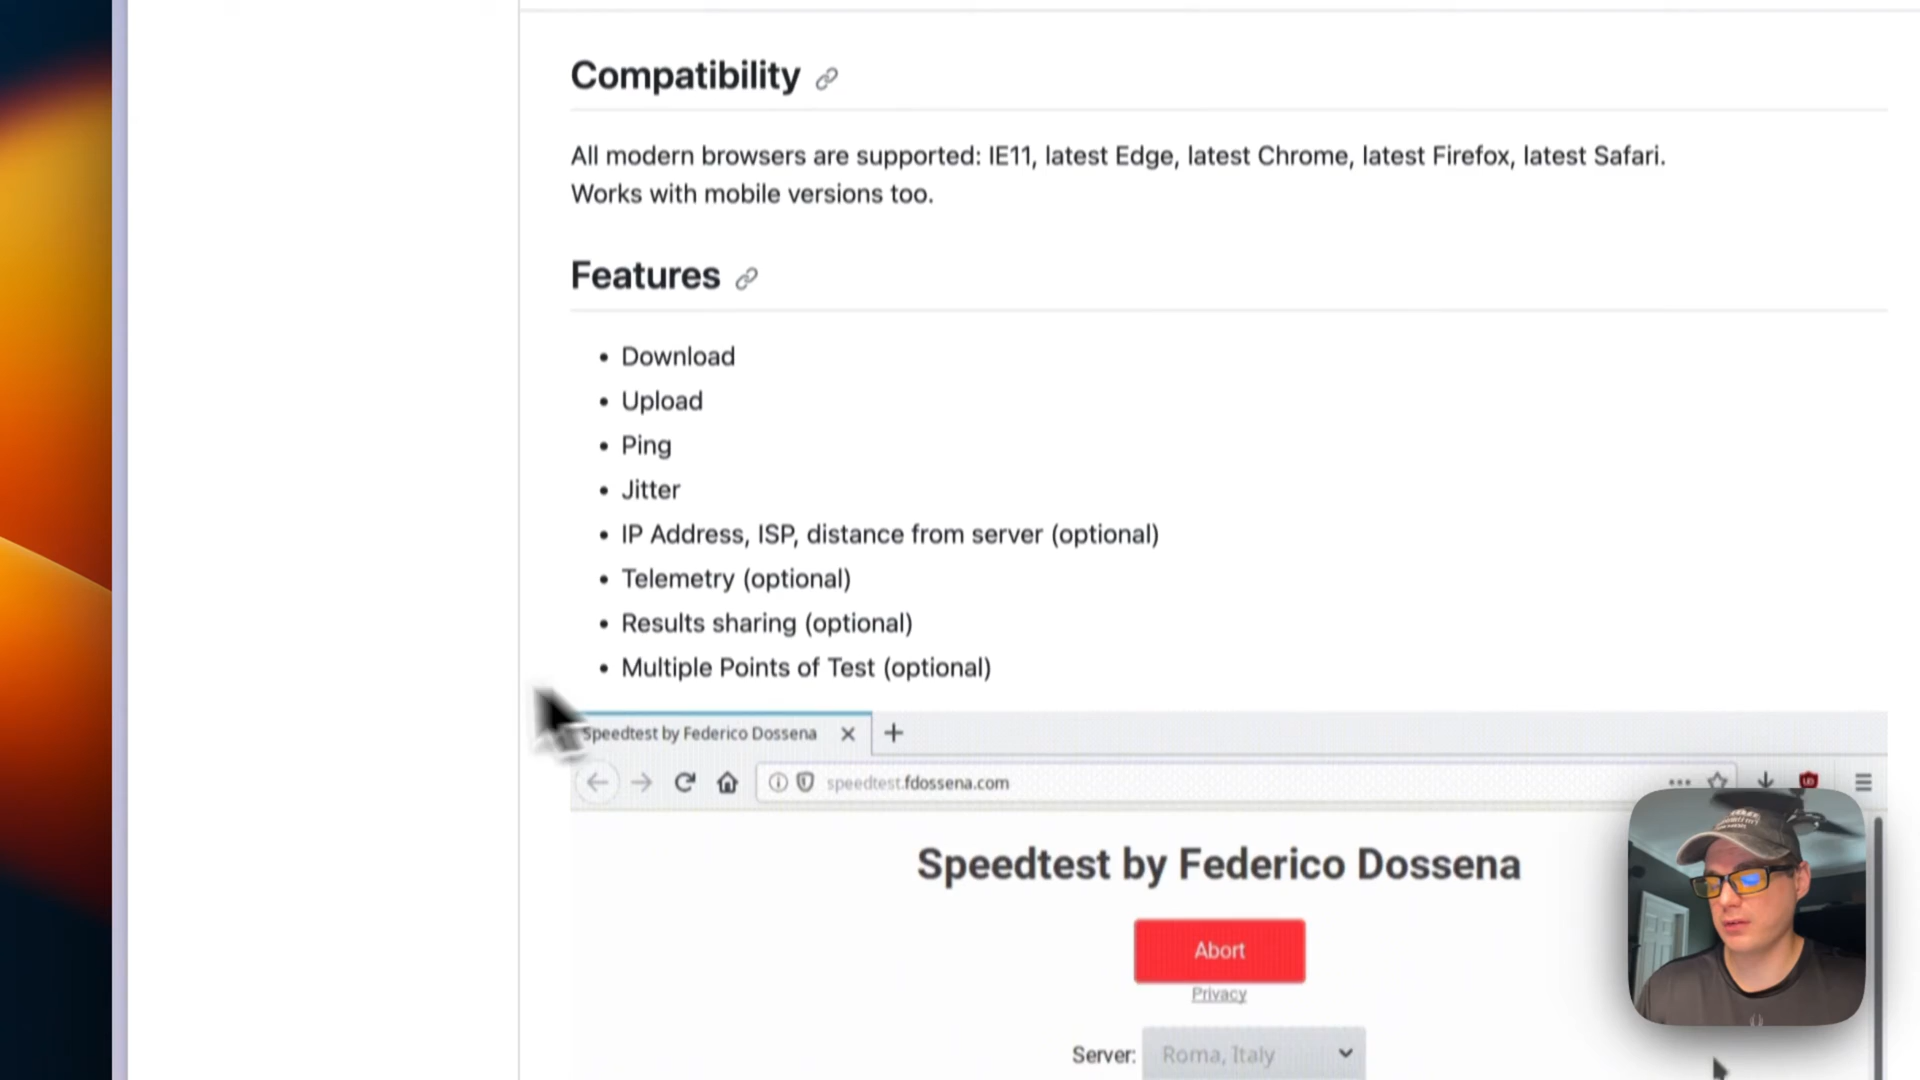 Compatibility
All modern browsers are supported: IE11, latest Edge, latest Chrome, latest Firefox, latest Safari.
Works with mobile versions too.
Features
Download
Upload
Ping
Jitter
IP Address, ISP, distance from server (optional)
Telemetry (optional)
Results sharing (optional)
Multiple Points of Test (optional)
Speedtest by Federico Dossena
speedtest.fdossena.com
Speedtest by Federico Dossena
Abort
Privacy
Server: Roma, Italy